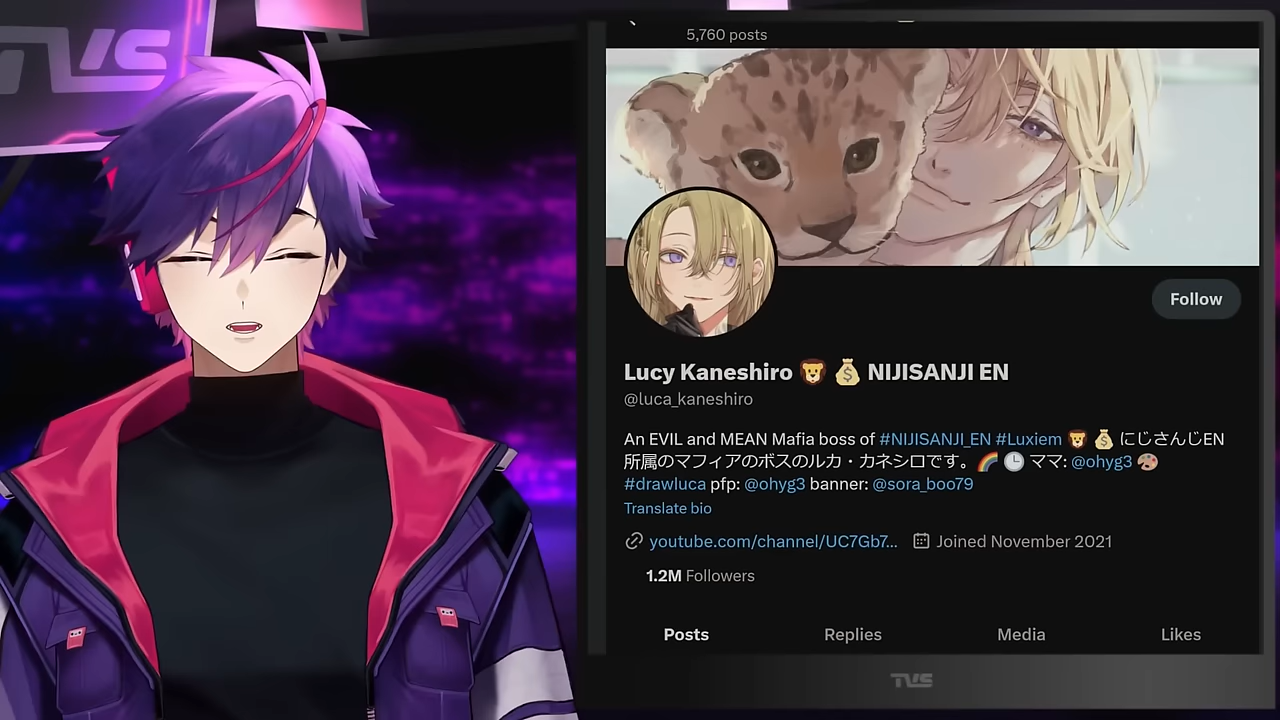 TVS
5,760 posts
Follow
Lucy Kaneshiro 🦁 💰 NIJISANJI EN
@luca_kaneshiro
An EVIL and MEAN Mafia boss of #NIJISANJI_EN #Luxiem 🦁 💰 にじさんじEN
所属のマフィアのボスのルカ・カネシロです。🌈 🕒 ママ: @ohyg3 🎨
#drawluca pfp: @ohyg3 banner: @sora_boo79
Translate bio
youtube.com/channel/UC7Gb7... Joined November 2021
1.2M Followers
Posts Replies Media Likes
TVS